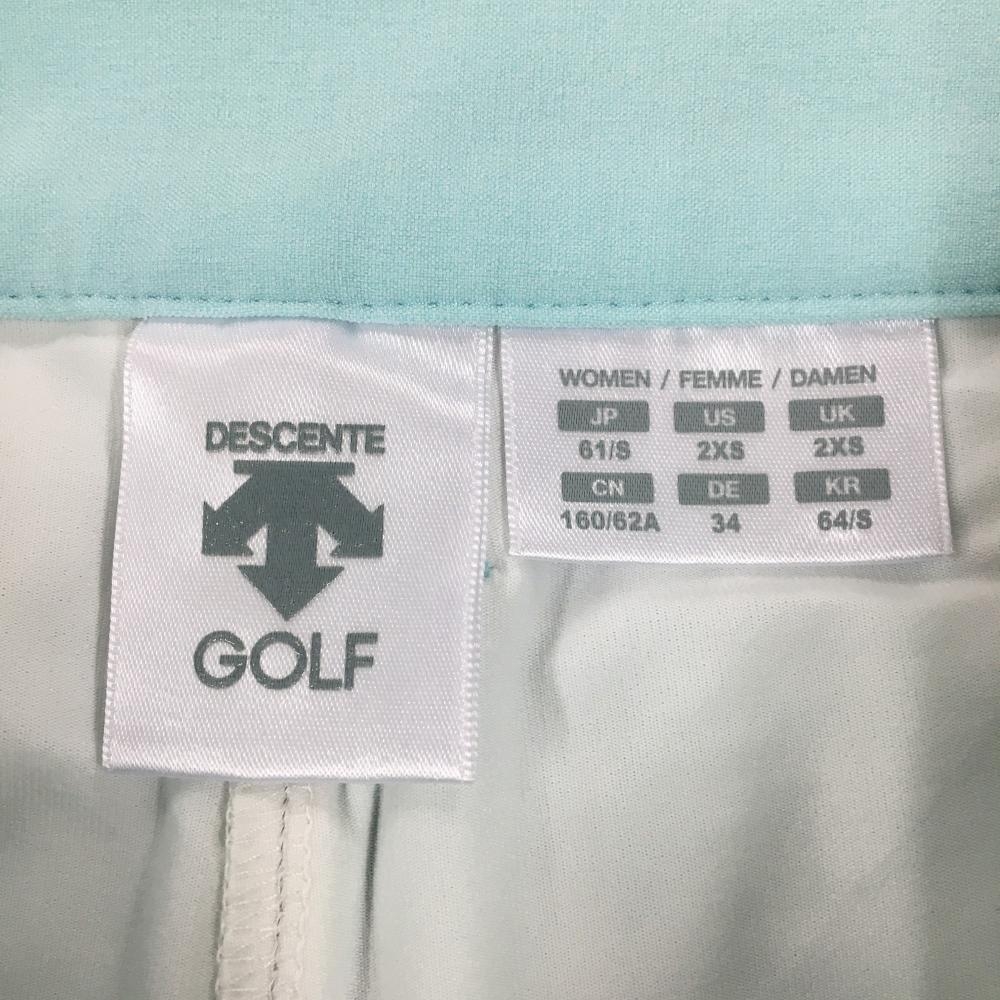 DESCENTE
GOLF
WOMEN / FEMME / DAMEN
JP US UK
61/S 2XS 2XS
CN DE KR
160/62A 34 64/S